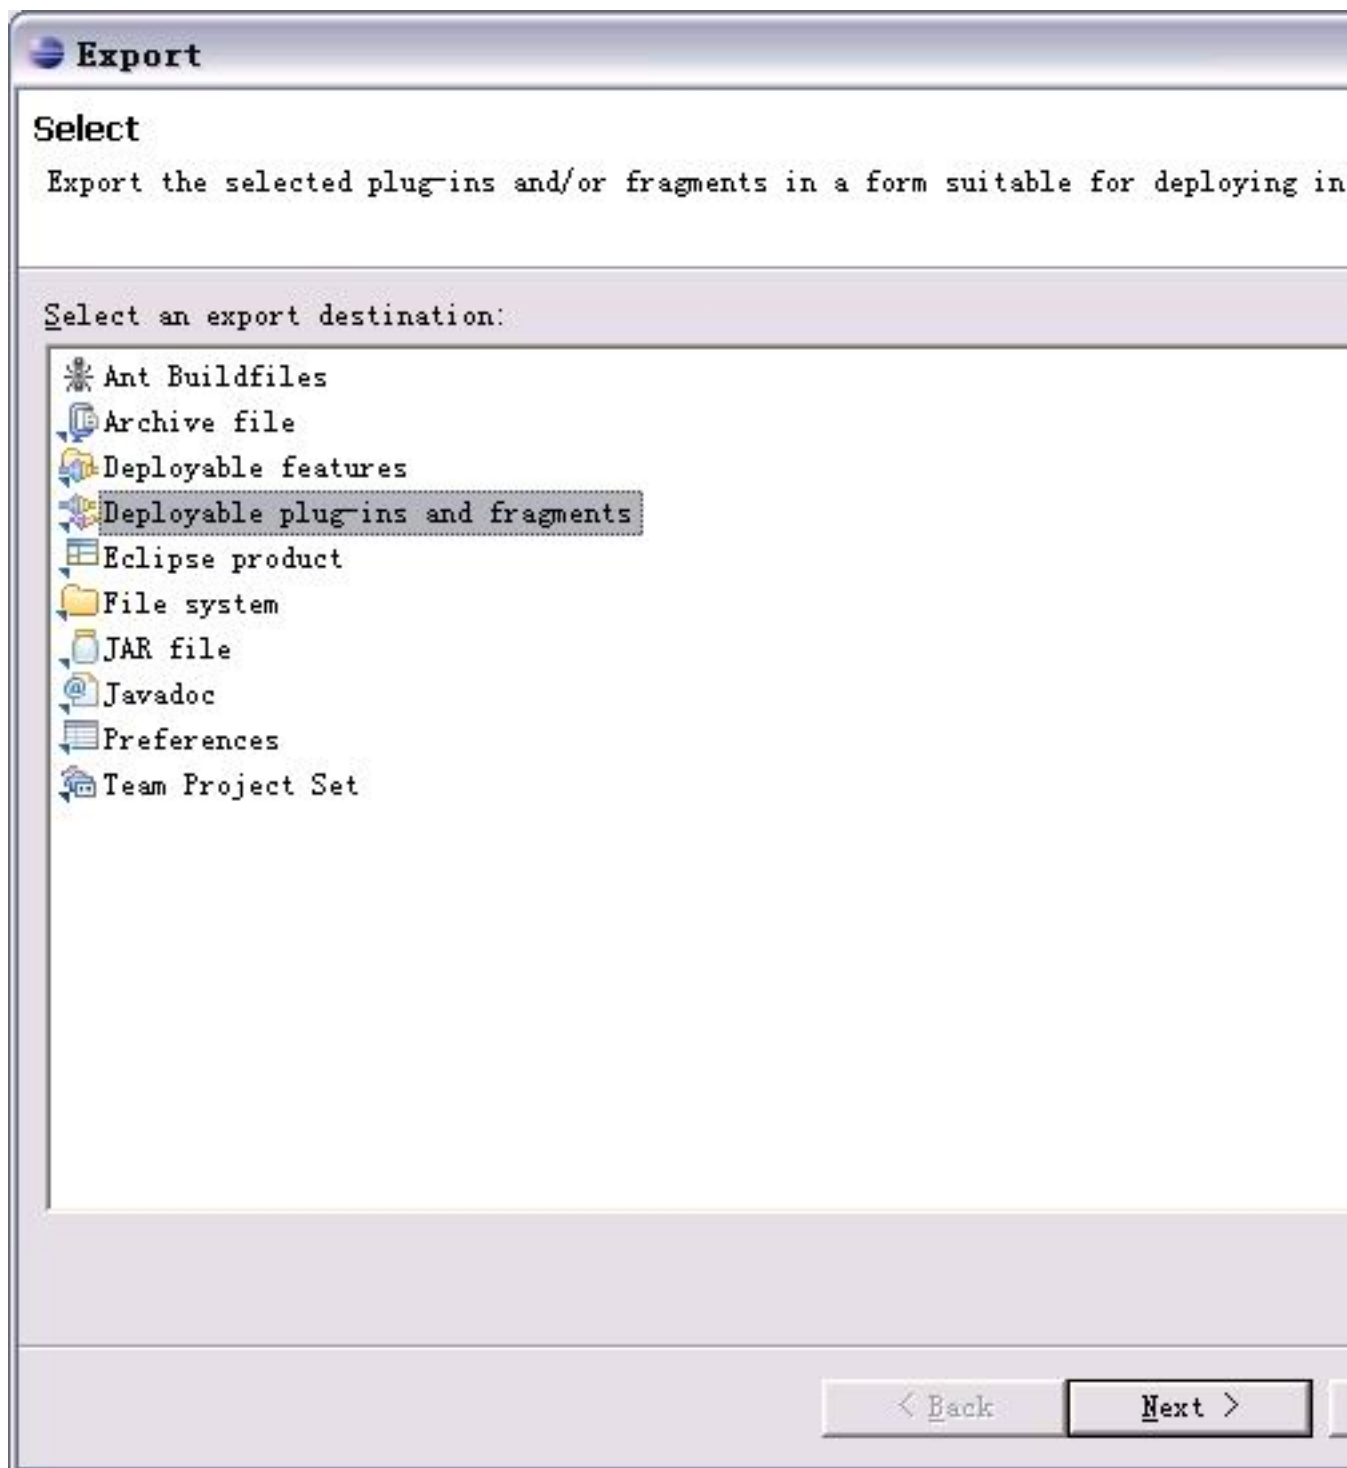 Export
Select
Export the selected plug-ins and/or fragments in a form suitable for deploying in
Select an export destination:
Ant Buildfiles
Archive file
Deployable features
Deployable plug-ins and fragments
Eclipse product
File system
JAR file
Javadoc
Preferences
Team Project Set
< Back
Next >